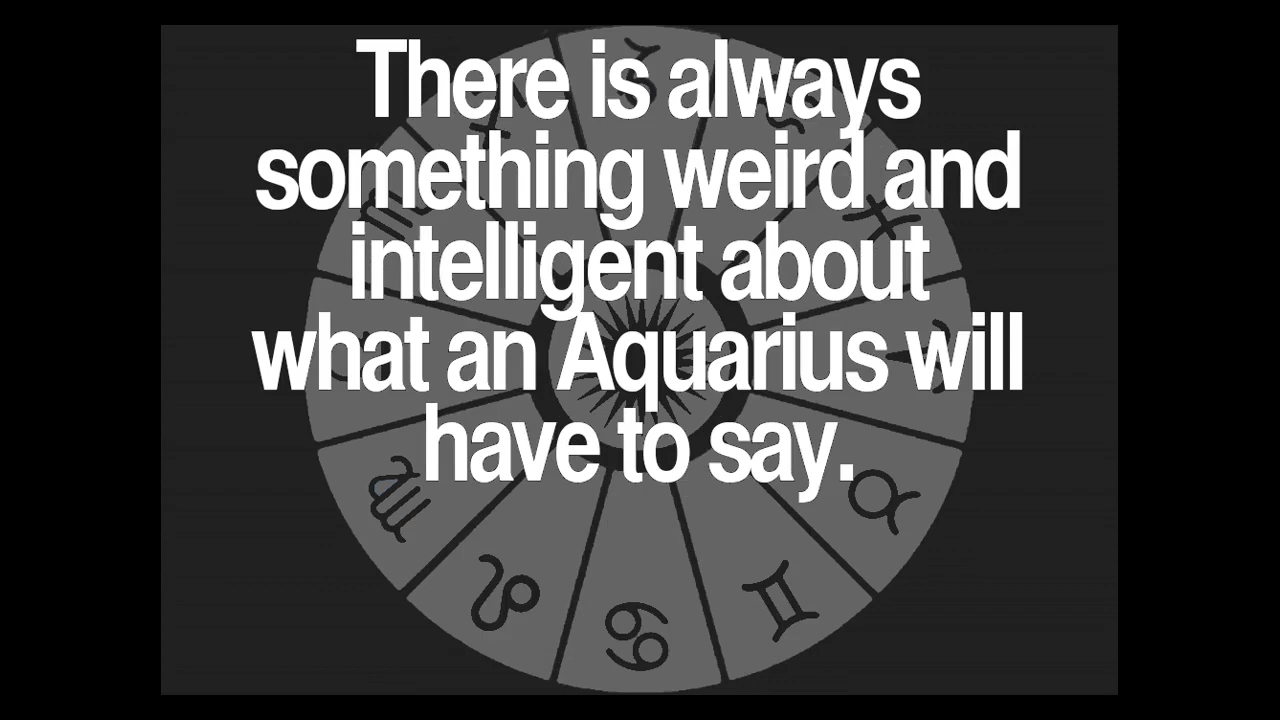 There is always
something weird and
intelligent about
what an Aquarius will
have to say.